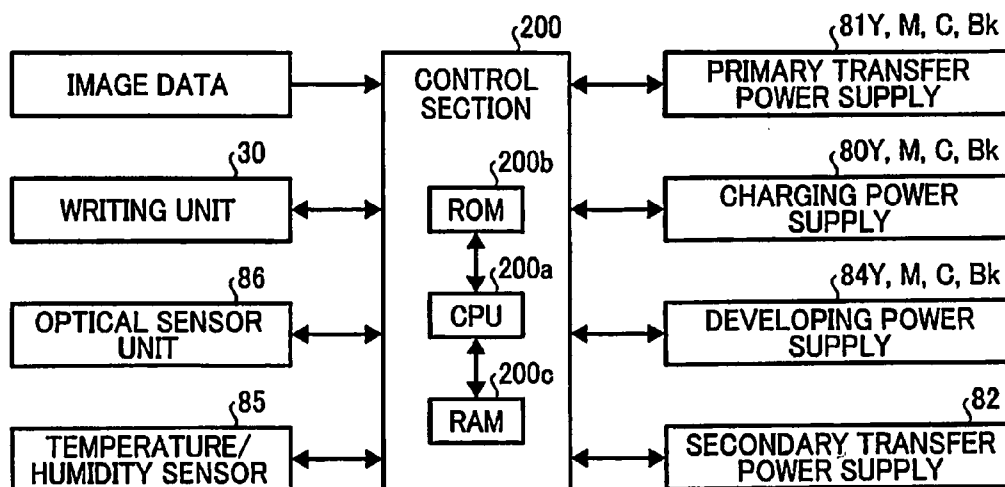 IMAGE DATA
30
WRITING UNIT
86
OPTICAL SENSOR
UNIT
85
TEMPERATURE/
HUMIDITY SENSOR
200
CONTROL
SECTION
200b
ROM
200a
CPU
200c
RAM
81Y, M, C, Bk
PRIMARY TRANSFER
POWER SUPPLY
80Y, M, C, Bk
CHARGING POWER
SUPPLY
84Y, M, C, Bk
DEVELOPING POWER
SUPPLY
82
SECONDARY TRANSFER
POWER SUPPLY